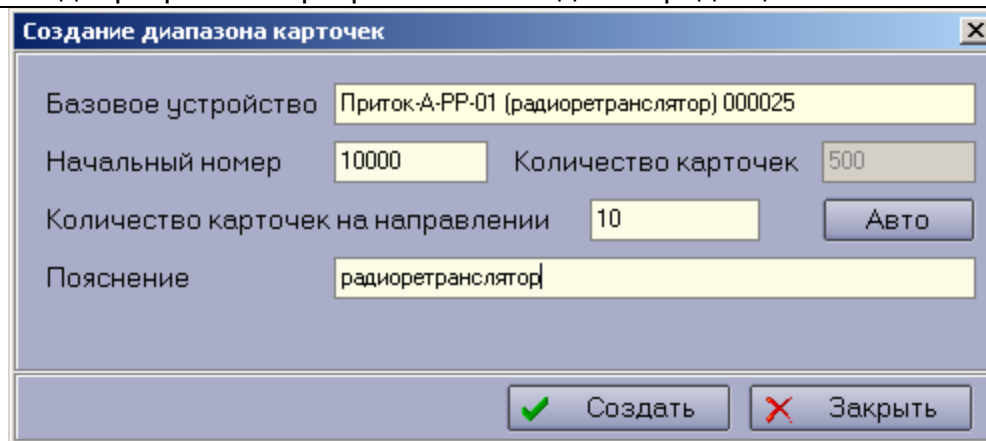 Создание диапазона карточек
Базовое устройство Приток-А-РР-01 (радиоретранслятор) 000025
Начальный номер 10000 Количество карточек 500
Количество карточек на направлении 10 Авто
Пояснение радиоретранслятор
Создать Закрыть